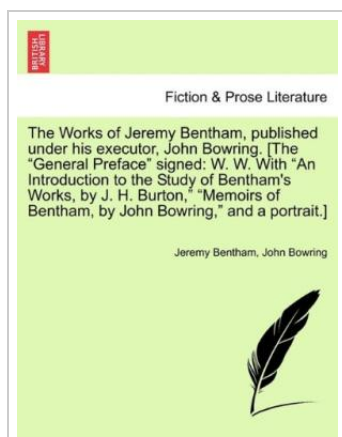 BRITISH
LIBRARY
Fiction & Prose Literature
The Works of Jeremy Bentham, published
under his executor, John Bowring. [The
“General Preface” signed: W. W. With “An
Introduction to the Study of Bentham's
Works, by J. H. Burton,” “Memoirs of
Bentham, by John Bowring,” and a portrait.]
Jeremy Bentham, John Bowring